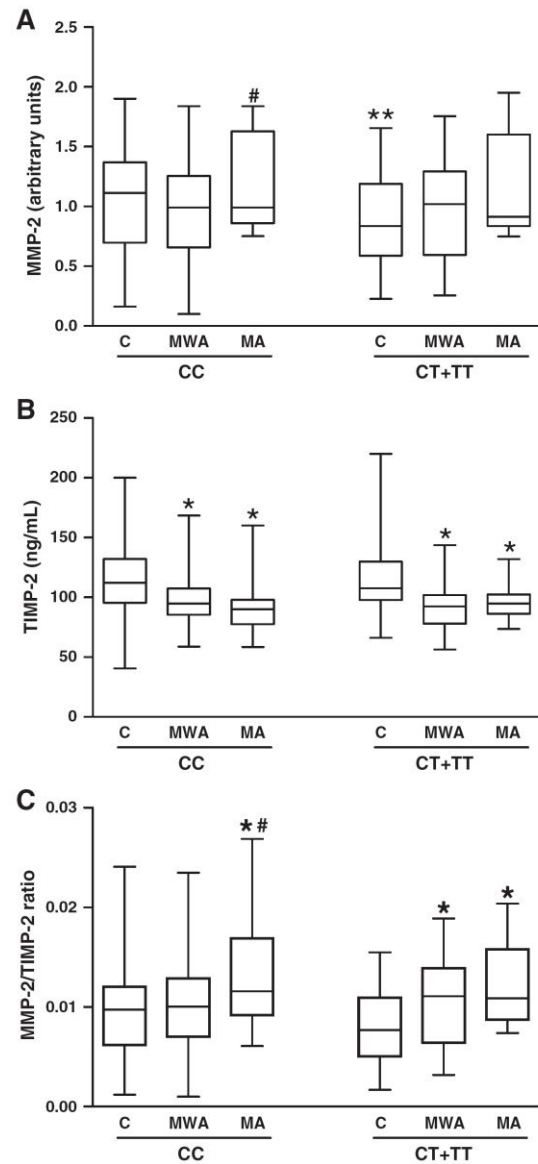 A
MMP-2 (arbitrary units)
2.5
2.0
1.5
1.0
0.5
0.0
#
**
C MWA MA C MWA MA
CC CT+TT
B
TIMP-2 (ng/mL)
250
200
150
100
50
0
* * * *
C MWA MA C MWA MA
CC CT+TT
C
MMP-2/TIMP-2 ratio
0.03
0.02
0.01
0.00
*# * *
C MWA MA C MWA MA
CC CT+TT